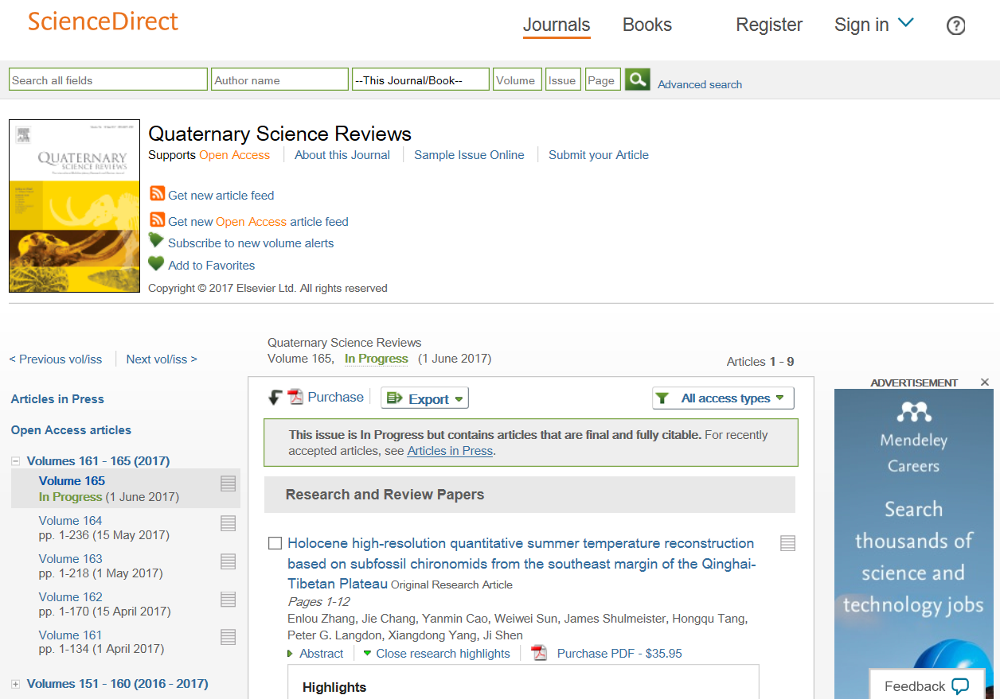 ScienceDirect
Journals Books Register Sign in ?
Search all fields Author name --This Journal/Book-- Volume Issue Page Advanced search
QUATERNARY
SCIENCE REVIEWS
Quaternary Science Reviews
Supports Open Access About this Journal Sample Issue Online Submit your Article
Get new article feed
Get new Open Access article feed
Subscribe to new volume alerts
Add to Favorites
Copyright © 2017 Elsevier Ltd. All rights reserved
< Previous vol/iss Next vol/iss >
Articles in Press
Open Access articles
Volumes 161 - 165 (2017)
Volume 165
In Progress (1 June 2017)
Volume 164
pp. 1-236 (15 May 2017)
Volume 163
pp. 1-218 (1 May 2017)
Volume 162
pp. 1-170 (15 April 2017)
Volume 161
pp. 1-134 (1 April 2017)
Volumes 151 - 160 (2016 - 2017)
Quaternary Science Reviews
Volume 165, In Progress (1 June 2017)
Articles 1 - 9
Purchase Export All access types
This issue is In Progress but contains articles that are final and fully citable. For recently
accepted articles, see Articles in Press.
Research and Review Papers
Holocene high-resolution quantitative summer temperature reconstruction
based on subfossil chironomids from the southeast margin of the Qinghai-
Tibetan Plateau Original Research Article
Pages 1-12
Enlou Zhang, Jie Chang, Yanmin Cao, Weiwei Sun, James Shulmeister, Hongqu Tang,
Peter G. Langdon, Xiangdong Yang, Ji Shen
Abstract Close research highlights Purchase PDF - $35.95
Highlights
ADVERTISEMENT
Mendeley
Careers
Search
thousands of
science and
technology jobs
Feedback